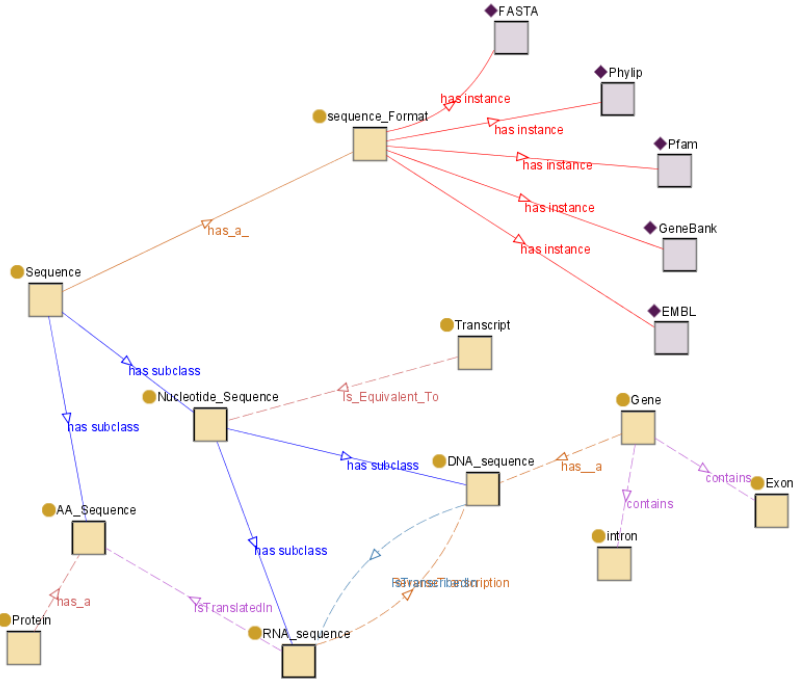 FASTA
Phylip
has instance
sequence_Format
has instance
Pfam
has instance
has instance
GeneBank
has_a_
has instance
Sequence
EMBL
Transcript
has subclass
Is_Equivalent_To
Nucleotide_Sequence
Gene
has subclass
DNA_sequence
has subclass
has__a
contains
Exon
contains
AA_Sequence
intron
has subclass
has_a
IsTranslatedIn
Protein
RNA_sequence